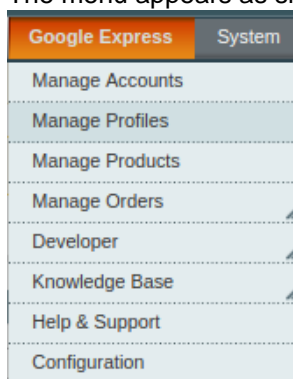 Google Express System
Manage Accounts
Manage Profiles
Manage Products
Manage Orders
Developer
Knowledge Base
Help & Support
Configuration